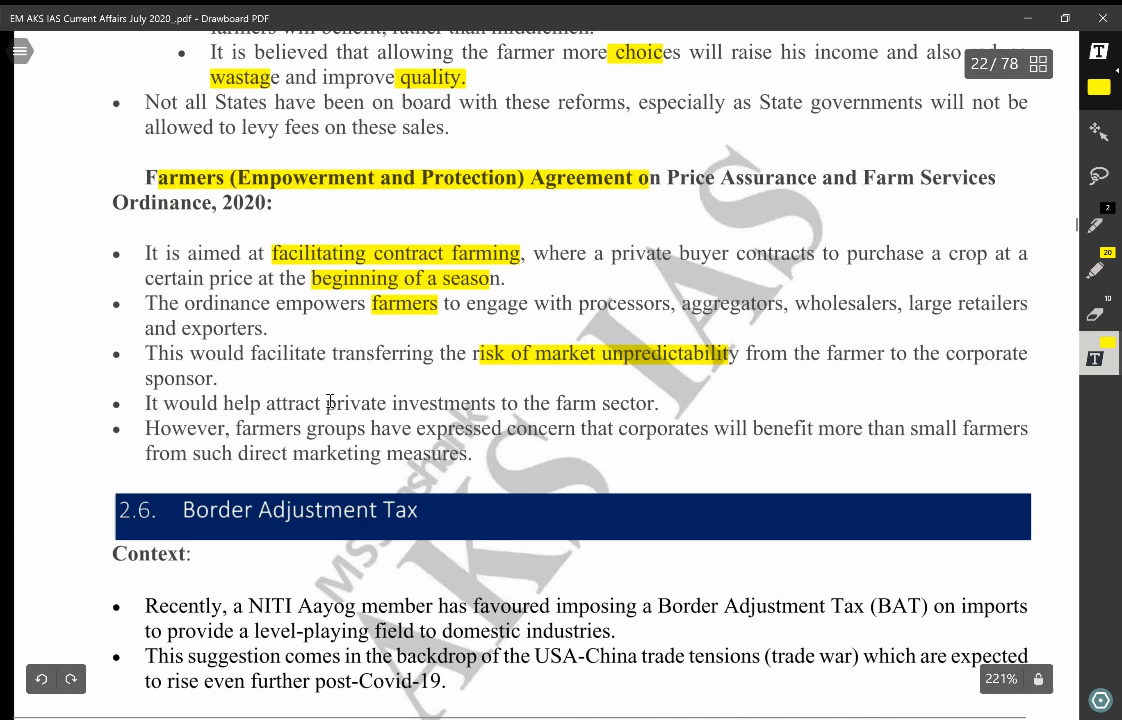 EM AKS IAS Current Affairs July 2020_.pdf - Drawboard PDF
farmers will benefit, rather than middlemen.
• It is believed that allowing the farmer more choices will raise his income and also
22 / 78
wastage and improve quality.
• Not all States have been on board with these reforms, especially as State governments will not be
allowed to levy fees on these sales.
Farmers (Empowerment and Protection) Agreement on Price Assurance and Farm Services
Ordinance, 2020:
• It is aimed at facilitating contract farming, where a private buyer contracts to purchase a crop at a
certain price at the beginning of a season.
• The ordinance empowers farmers to engage with processors, aggregators, wholesalers, large retailers
and exporters.
• This would facilitate transferring the risk of market unpredictability from the farmer to the corporate
sponsor.
• It would help attract private investments to the farm sector.
• However, farmers groups have expressed concern that corporates will benefit more than small farmers
from such direct marketing measures.
2.6. Border Adjustment Tax
Context:
• Recently, a NITI Aayog member has favoured imposing a Border Adjustment Tax (BAT) on imports
to provide a level-playing field to domestic industries.
• This suggestion comes in the backdrop of the USA-China trade tensions (trade war) which are expected
to rise even further post-Covid-19.
221%
AKS IAS
T
2
20
10
20
T